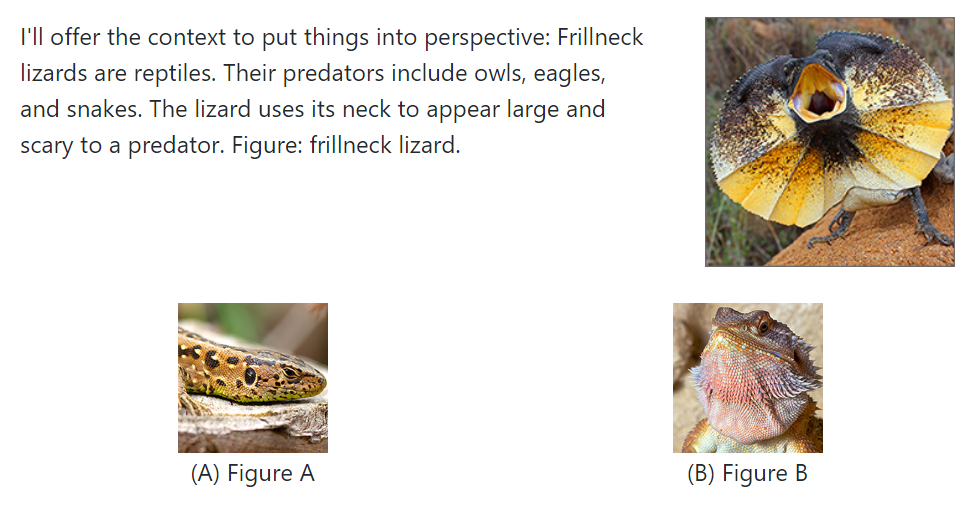 I'll offer the context to put things into perspective: Frillneck
lizards are reptiles. Their predators include owls, eagles,
and snakes. The lizard uses its neck to appear large and
scary to a predator. Figure: frillneck lizard.
(A) Figure A
(B) Figure B